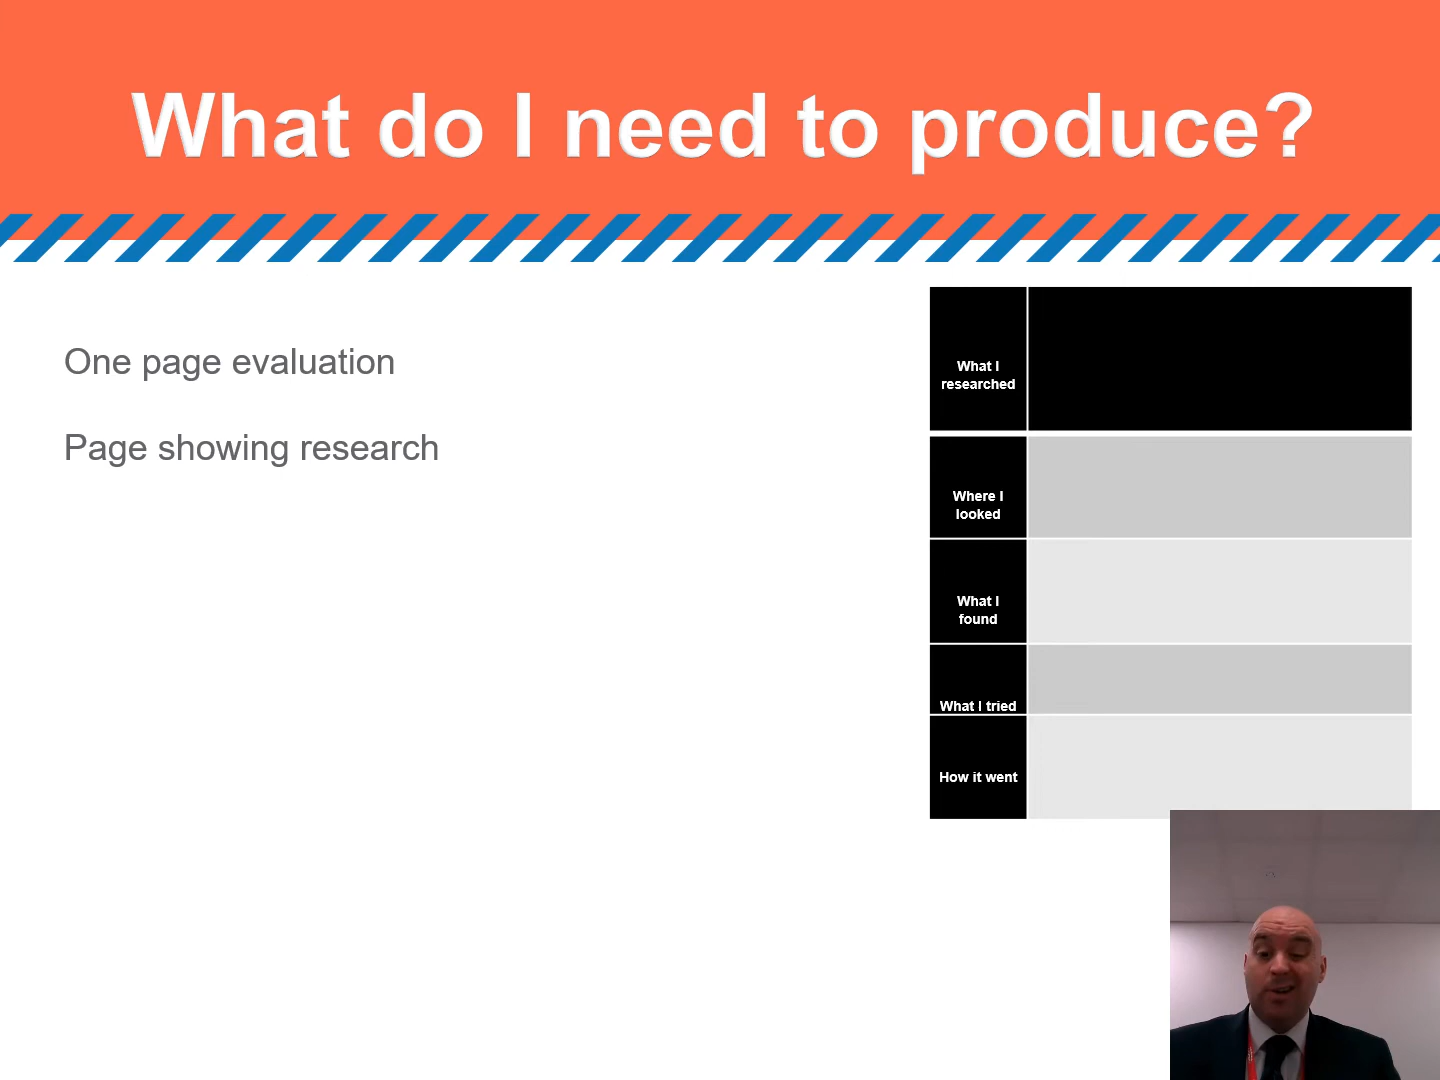 What do I need to produce?
One page evaluation
Page showing research
What I
researched
Where I
looked
What I
found
What I tried
How it went